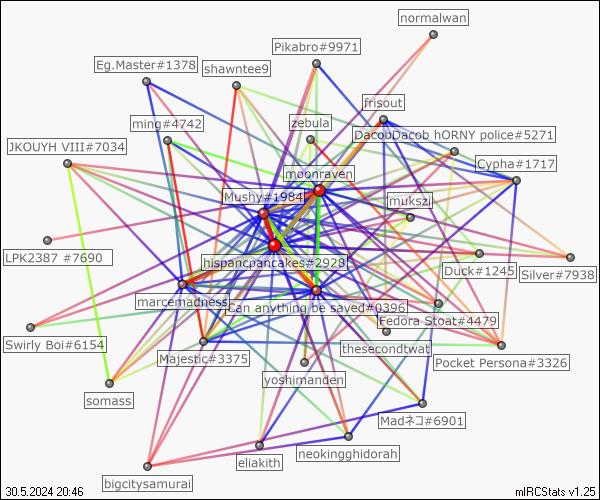 normalwan
Pikabro#9971
Eg.Master#1378
shawntee9
frisout
ming#4742
zebula
DacobDacob hORNY police#5271
JKOUYH VIII#7034
Cypha#1717
moonraven
Mushy#1984
mukszi
LPK2387 #7690
hispancpancakes#2928
Duck#1245
Silver#7938
marcemadness
Can anything be saved#0396
Fedora Stoat#4479
Swirly Boi#6154
thesecondtwat
Majestic#3375
Pocket Persona#3326
yoshimanden
somass
Madネコ#6901
neokingghidorah
eliakith
bigcitysamurai
30.5.2024 20:46
mIRCStats v1.25